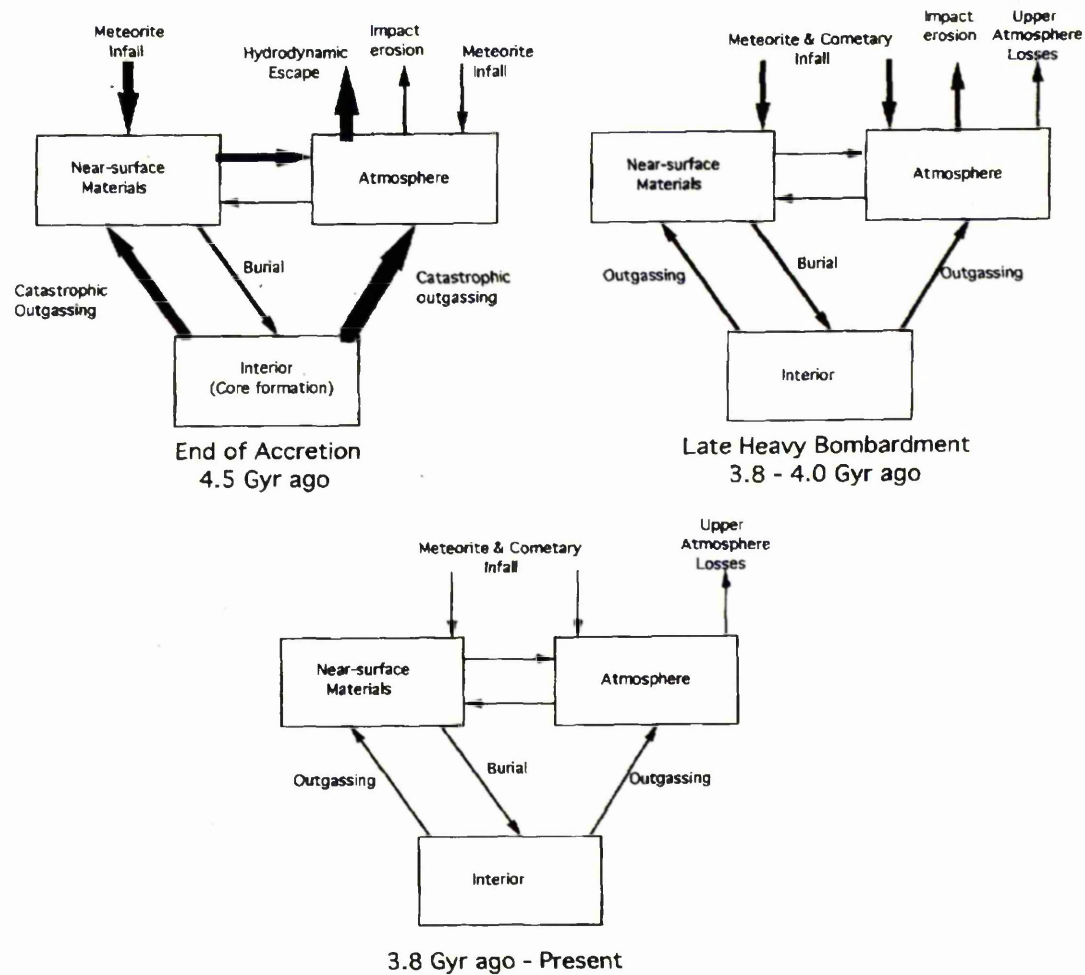 Meteorite
Infall
Hydrodynamic
Escape
Impact
erosion
Meteorite
Infall
Near-surface
Materials
Atmosphere
Burial
Catastrophic
Outgassing
Catastrophic
outgassing
Interior
(Core formation)
End of Accretion
4.5 Gyr ago
Meteorite & Cometary
Infall
Impact
erosion
Upper
Atmosphere
Losses
Near-surface
Materials
Atmosphere
Outgassing
Burial
Outgassing
Interior
Late Heavy Bombardment
3.8 - 4.0 Gyr ago
Meteorite & Cometary
Infall
Upper
Atmosphere
Losses
Near-surface
Materials
Atmosphere
Outgassing
Burial
Outgassing
Interior
3.8 Gyr ago - Present